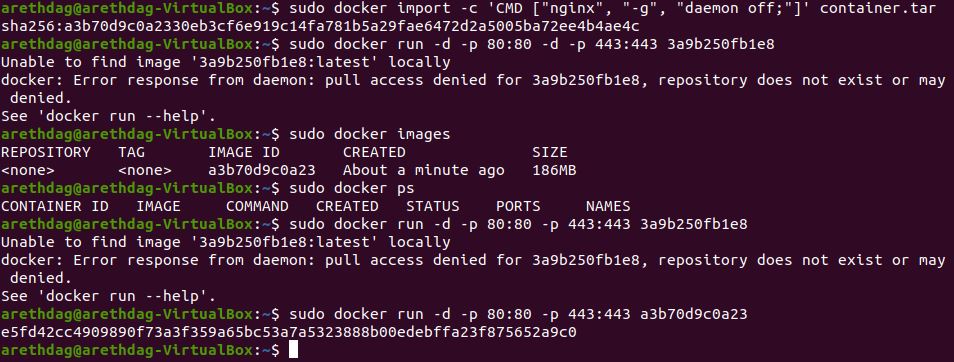 arethdag@arethdag-VirtualBox:~$ sudo docker import -c 'CMD ["nginx", "-g", "daemon off;"]' container.tar
sha256:a3b70d9c0a2330eb3cf6e919c14fa781b5a29fae6472d2a5005ba72ee4b4ae4c
arethdag@arethdag-VirtualBox:~$ sudo docker run -d -p 80:80 -d -p 443:443 3a9b250fb1e8
Unable to find image '3a9b250fb1e8:latest' locally
docker: Error response from daemon: pull access denied for 3a9b250fb1e8, repository does not exist or may
 denied.
See 'docker run --help'.
arethdag@arethdag-VirtualBox:~$ sudo docker images
REPOSITORY   TAG       IMAGE ID       CREATED              SIZE
<none>       <none>    a3b70d9c0a23   About a minute ago   186MB
arethdag@arethdag-VirtualBox:~$ sudo docker ps
CONTAINER ID   IMAGE     COMMAND   CREATED   STATUS    PORTS     NAMES
arethdag@arethdag-VirtualBox:~$ sudo docker run -d -p 80:80 -p 443:443 3a9b250fb1e8
Unable to find image '3a9b250fb1e8:latest' locally
docker: Error response from daemon: pull access denied for 3a9b250fb1e8, repository does not exist or may
denied.
See 'docker run --help'.
arethdag@arethdag-VirtualBox:~$ sudo docker run -d -p 80:80 -p 443:443 a3b70d9c0a23
e5fd42cc4909890f73a3f359a65bc53a7a5323888b00edebffa23f875652a9c0
arethdag@arethdag-VirtualBox:~$